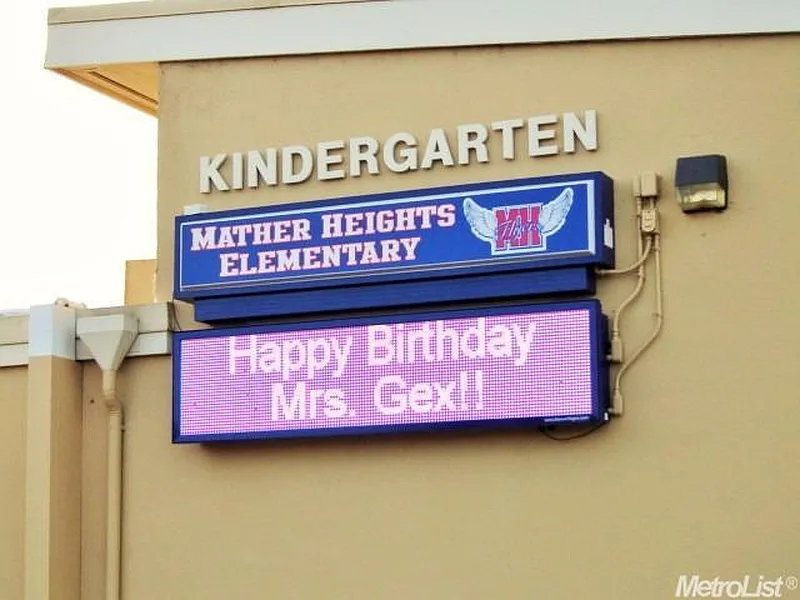 KINDERGARTEN
MATHER HEIGHTS
ELEMENTARY
MH
Happy Birthday
Mrs. Gex!!
MetroList®